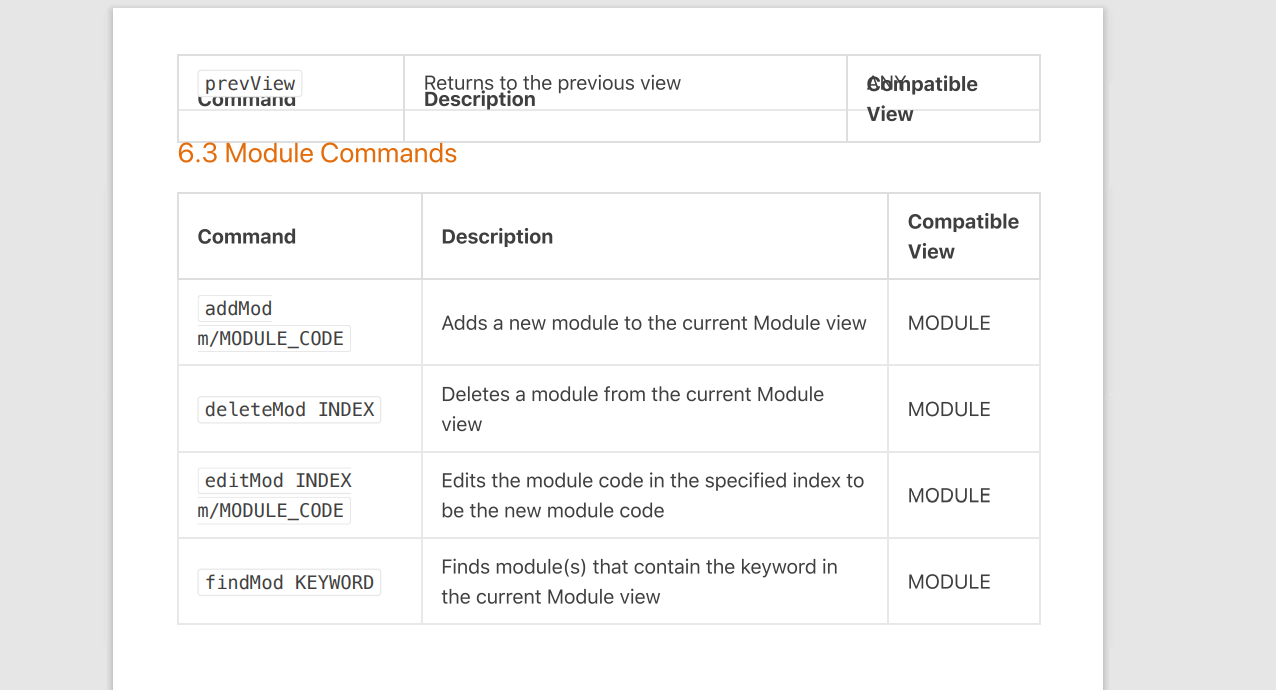 prevView Returns to the previous view ANY
Command Description Compatible
View
6.3 Module Commands
Command Description Compatible
View
addMod
m/MODULE_CODE Adds a new module to the current Module view MODULE
deleteMod INDEX Deletes a module from the current Module
view MODULE
editMod INDEX
m/MODULE_CODE Edits the module code in the specified index to
be the new module code MODULE
findMod KEYWORD Finds module(s) that contain the keyword in
the current Module view MODULE